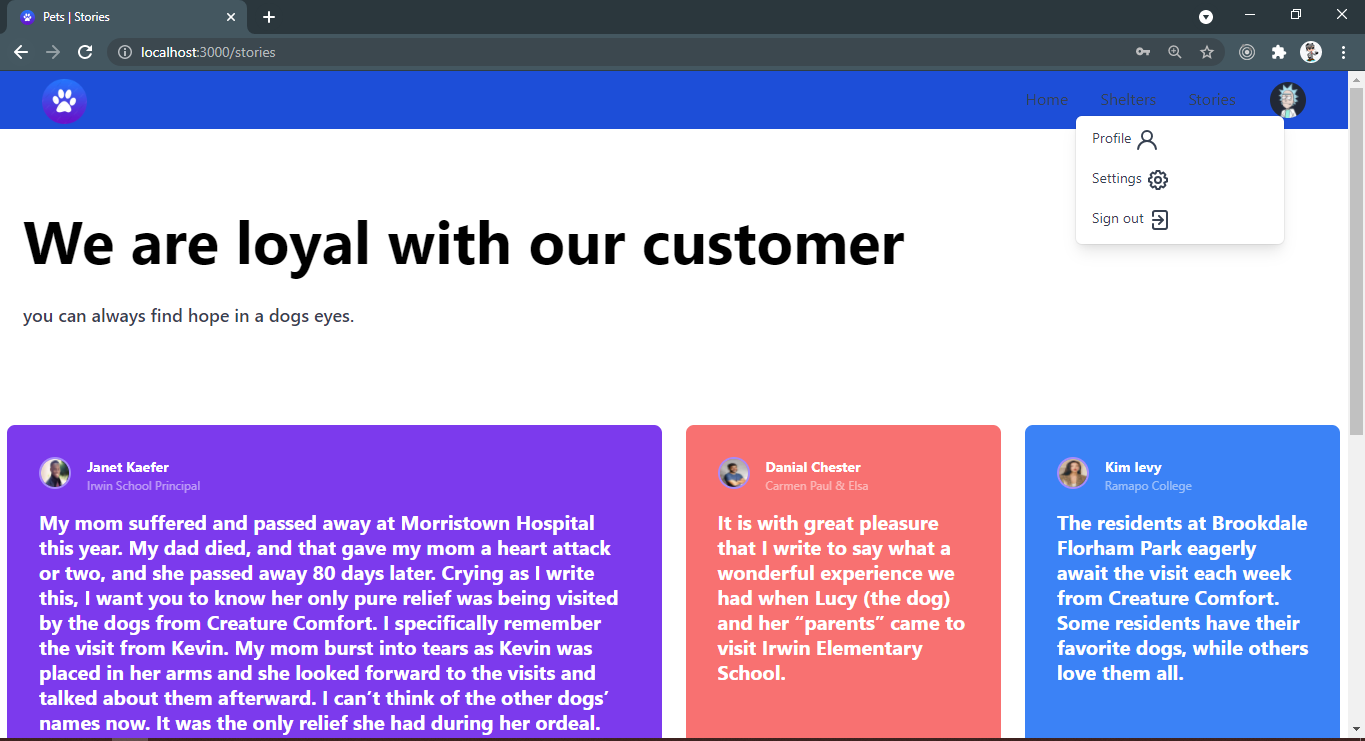 Pets | Stories
localhost:3000/stories
Home Shelters Stories
Profile
Settings
Sign out
We are loyal with our customer
you can always find hope in a dogs eyes.
Janet Kaefer
Irwin School Principal
My mom suffered and passed away at Morristown Hospital
this year. My dad died, and that gave my mom a heart attack
or two, and she passed away 80 days later. Crying as I write
this, I want you to know her only pure relief was being visited
by the dogs from Creature Comfort. I specifically remember
the visit from Kevin. My mom burst into tears as Kevin was
placed in her arms and she looked forward to the visits and
talked about them afterward. I can’t think of the other dogs’
names now. It was the only relief she had during her ordeal.
Danial Chester
Carmen Paul & Elsa
It is with great pleasure
that I write to say what a
wonderful experience we
had when Lucy (the dog)
and her “parents” came to
visit Irwin Elementary
School.
Kim levy
Ramapo College
The residents at Brookdale
Florham Park eagerly
await the visit each week
from Creature Comfort.
Some residents have their
favorite dogs, while others
love them all.